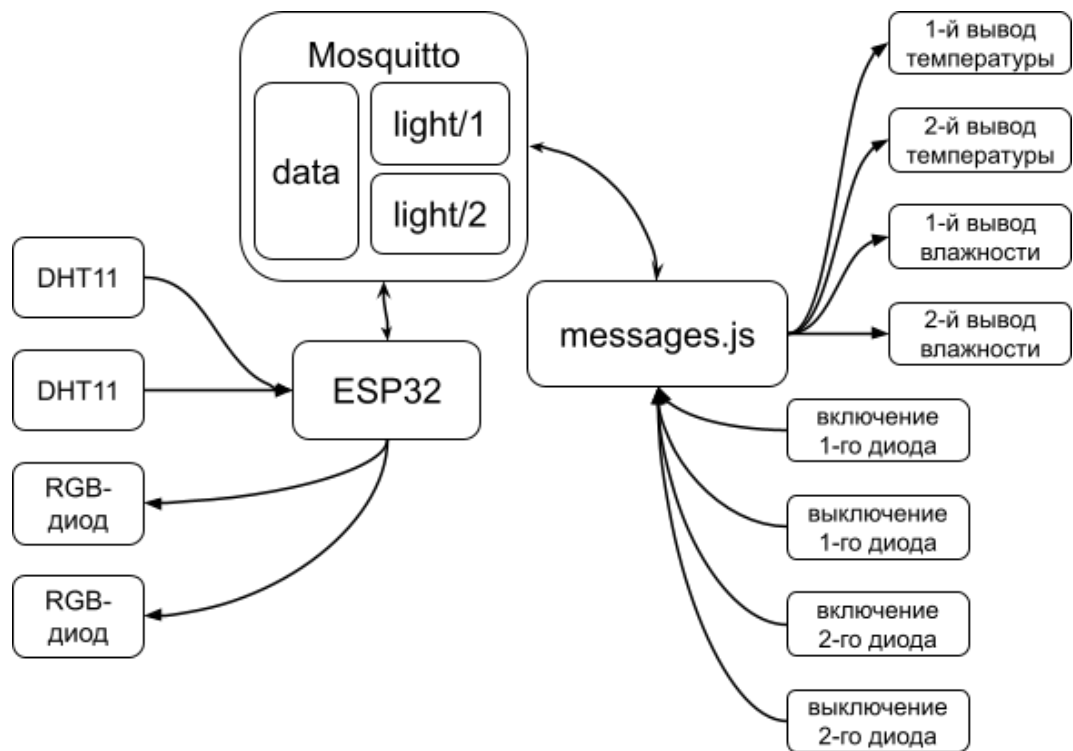 Mosquitto
data
light/1
light/2
DHT11
DHT11
ESP32
RGB-
диод
RGB-
диод
messages.js
1-й вывод
температуры
2-й вывод
температуры
1-й вывод
влажности
2-й вывод
влажности
включение
1-го диода
выключение
1-го диода
включение
2-го диода
выключение
2-го диода